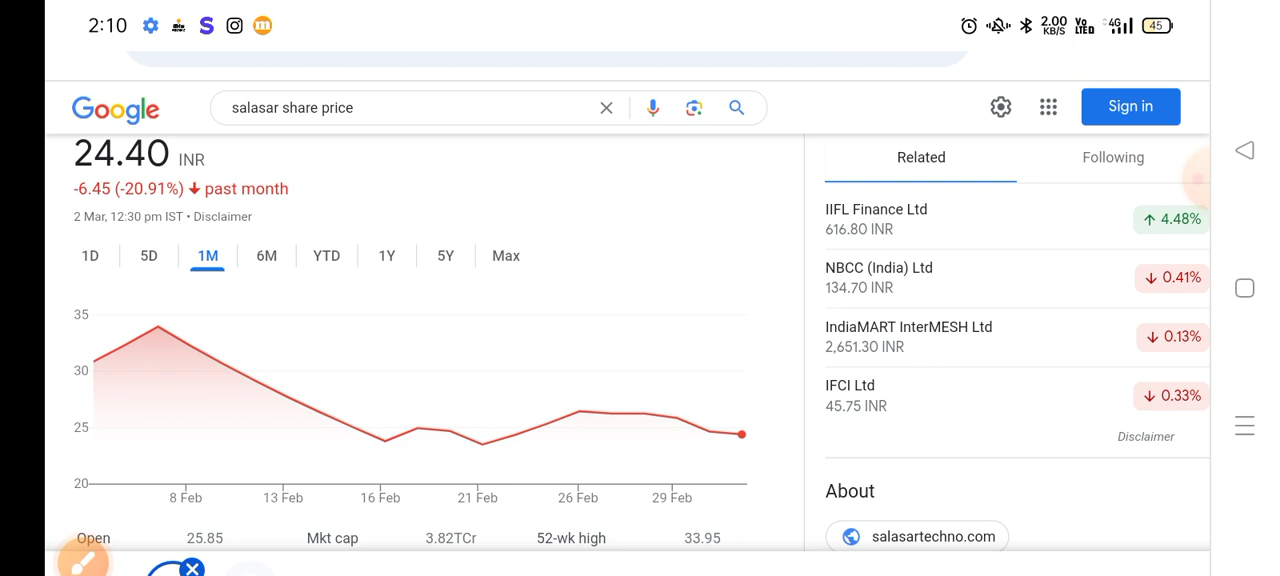 2:10
2.00
KB/S
Vo
LTED
4G
45
Google
salasar share price
Sign in
24.40 INR
-6.45 (-20.91%) past month
2 Mar, 12:30 pm IST • Disclaimer
1D 5D 1M 6M YTD 1Y 5Y Max
35
30
25
20
8 Feb 13 Feb 16 Feb 21 Feb 26 Feb 29 Feb
Open 25.85 Mkt cap 3.82TCr 52-wk high 33.95
Related Following
IIFL Finance Ltd
616.80 INR
4.48%
NBCC (India) Ltd
134.70 INR
0.41%
IndiaMART InterMESH Ltd
2,651.30 INR
0.13%
IFCI Ltd
45.75 INR
0.33%
Disclaimer
About
salasartechno.com